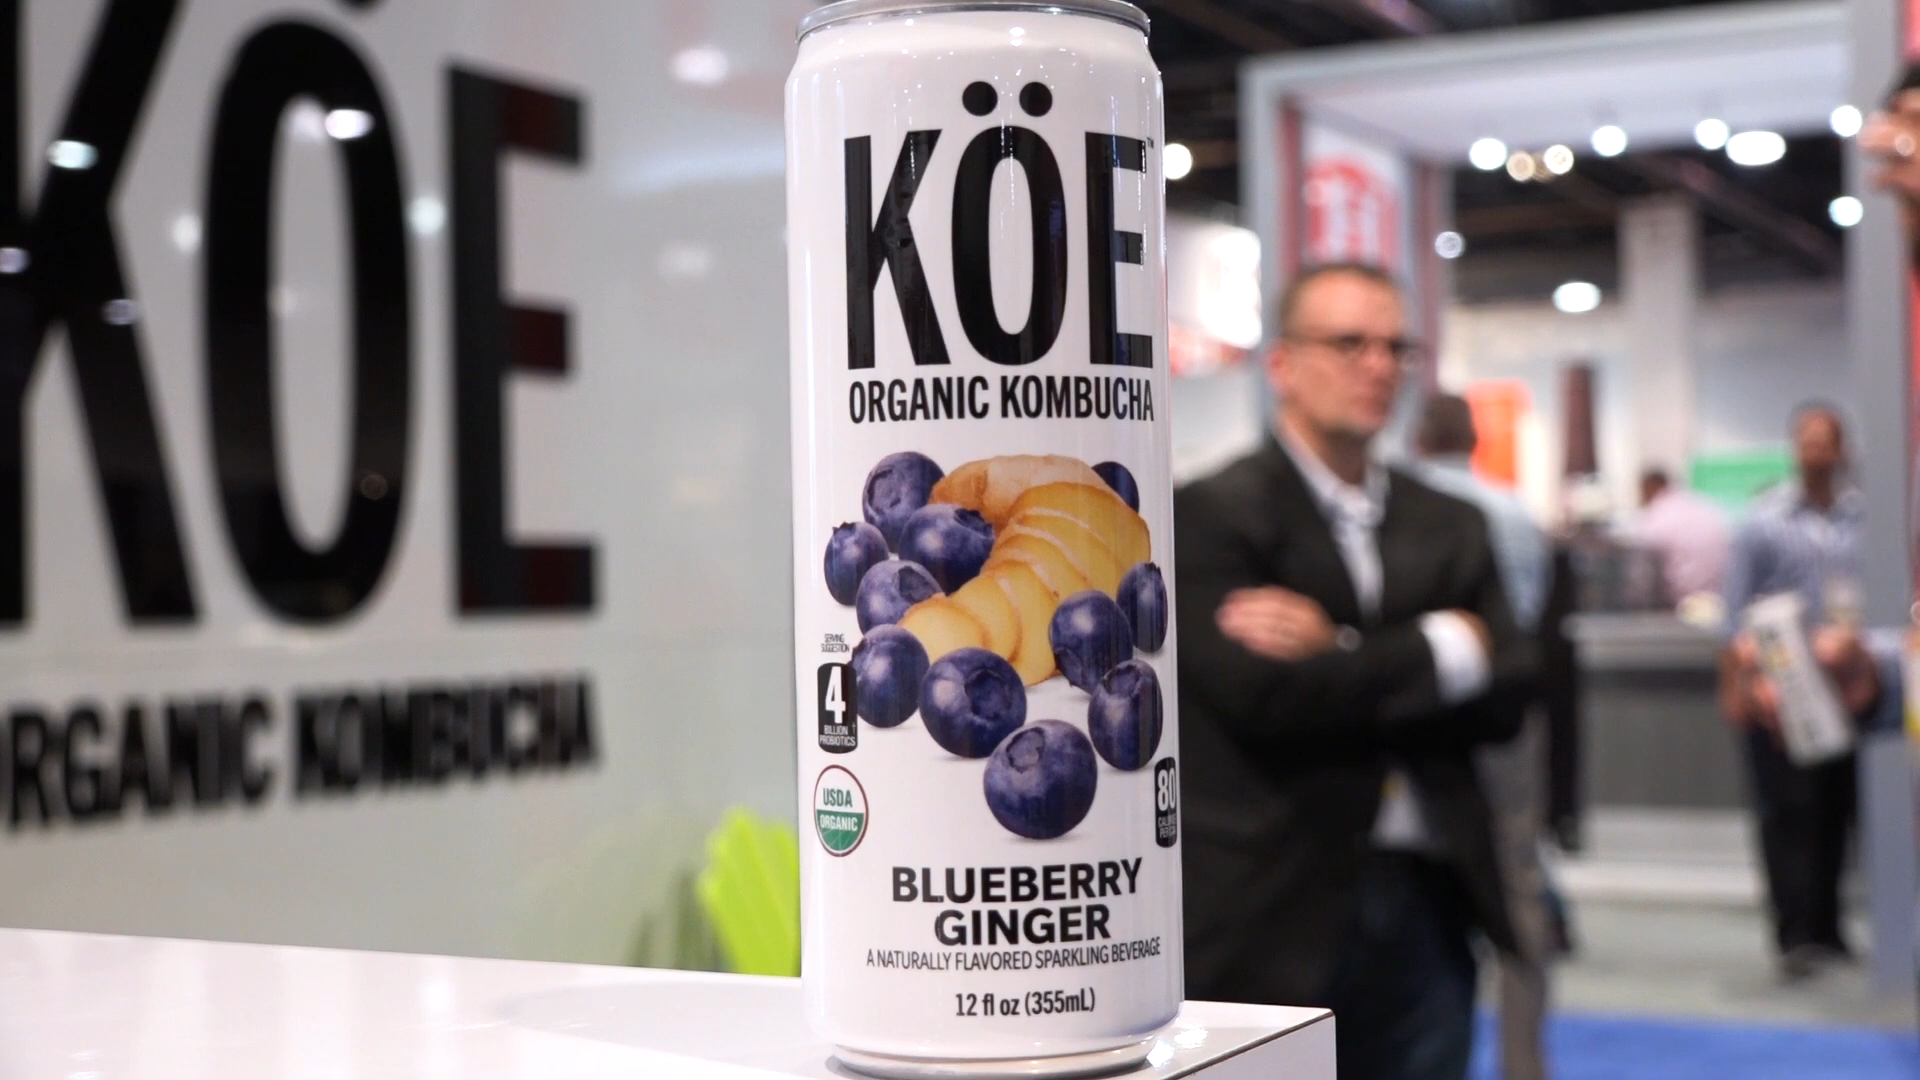 KÖE
ORGANIC KOMBUCHA
KÖE™
ORGANIC KOMBUCHA
SERVING
SUGGESTION
4
BILLION†
PROBIOTICS
USDA
ORGANIC
80
BLUEBERRY
GINGER
A NATURALLY FLAVORED SPARKLING BEVERAGE
12 fl oz (355mL)